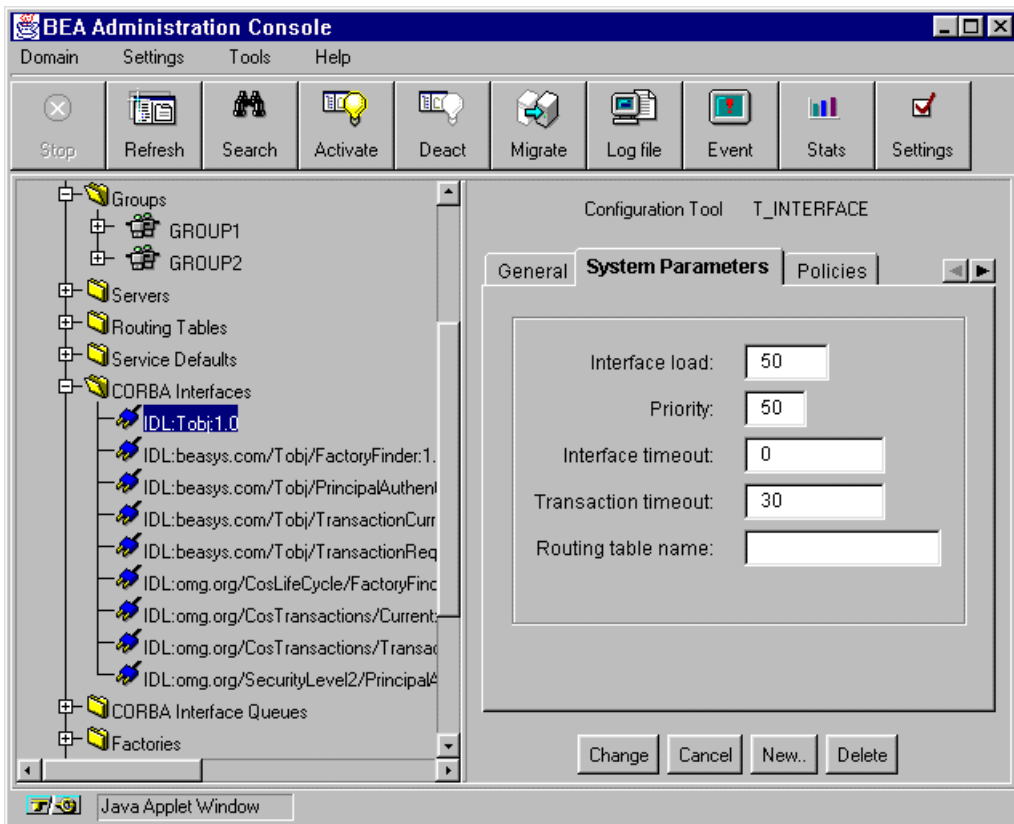 BEA Administration Console
Domain Settings Tools Help
Stop Refresh Search Activate Deact Migrate Log file Event Stats Settings
Groups
GROUP1
GROUP2
Servers
Routing Tables
Service Defaults
CORBA Interfaces
IDL:Tobj:1.0
IDL:beasys.com/Tobj/FactoryFinder:1.
IDL:beasys.com/Tobj/PrincipalAuthent
IDL:beasys.com/Tobj/TransactionCurr
IDL:beasys.com/Tobj/TransactionReq
IDL:omg.org/CosLifeCycle/FactoryFinc
IDL:omg.org/CosTransactions/Current:
IDL:omg.org/CosTransactions/Transac
IDL:omg.org/SecurityLevel2/PrincipalA
CORBA Interface Queues
Factories
Configuration Tool T_INTERFACE
General System Parameters Policies
Interface load: 50
Priority: 50
Interface timeout: 0
Transaction timeout: 30
Routing table name:
Change Cancel New.. Delete
Java Applet Window